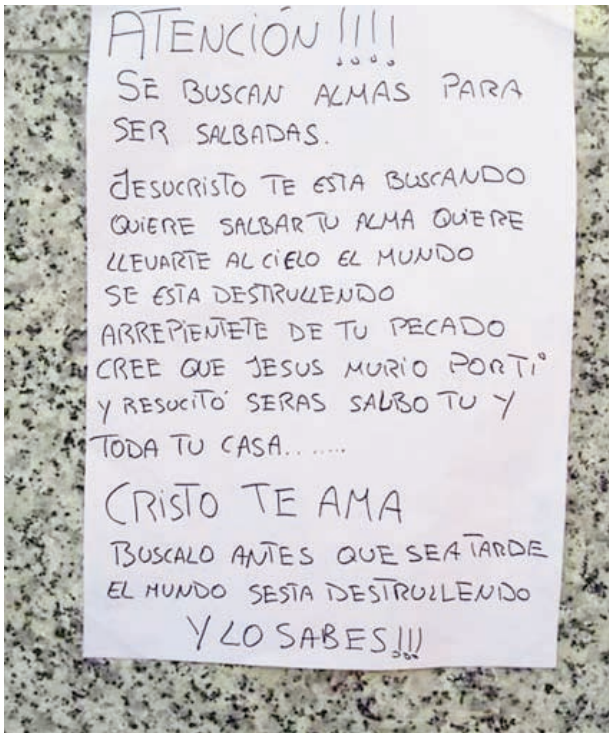 ATENCIÓN !!!!
SE BUSCAN ALMAS PARA
SER SALBADAS.
JESUCRISTO TE ESTA BUSCANDO
QUIERE SALBAR TU ALMA QUIERE
LLEVARTE AL CIELO EL MUNDO
SE ESTA DESTRULLENDO
ARREPIENTETE DE TU PECADO
CREE QUE JESUS MURIO POR TI
Y RESUCITÓ SERAS SALBO TU Y
TODA TU CASA.......
CRISTO TE AMA
BUSCALO ANTES QUE SEA TARDE
EL MUNDO SESTA DESTRULLENDO
Y LO SABES!!!